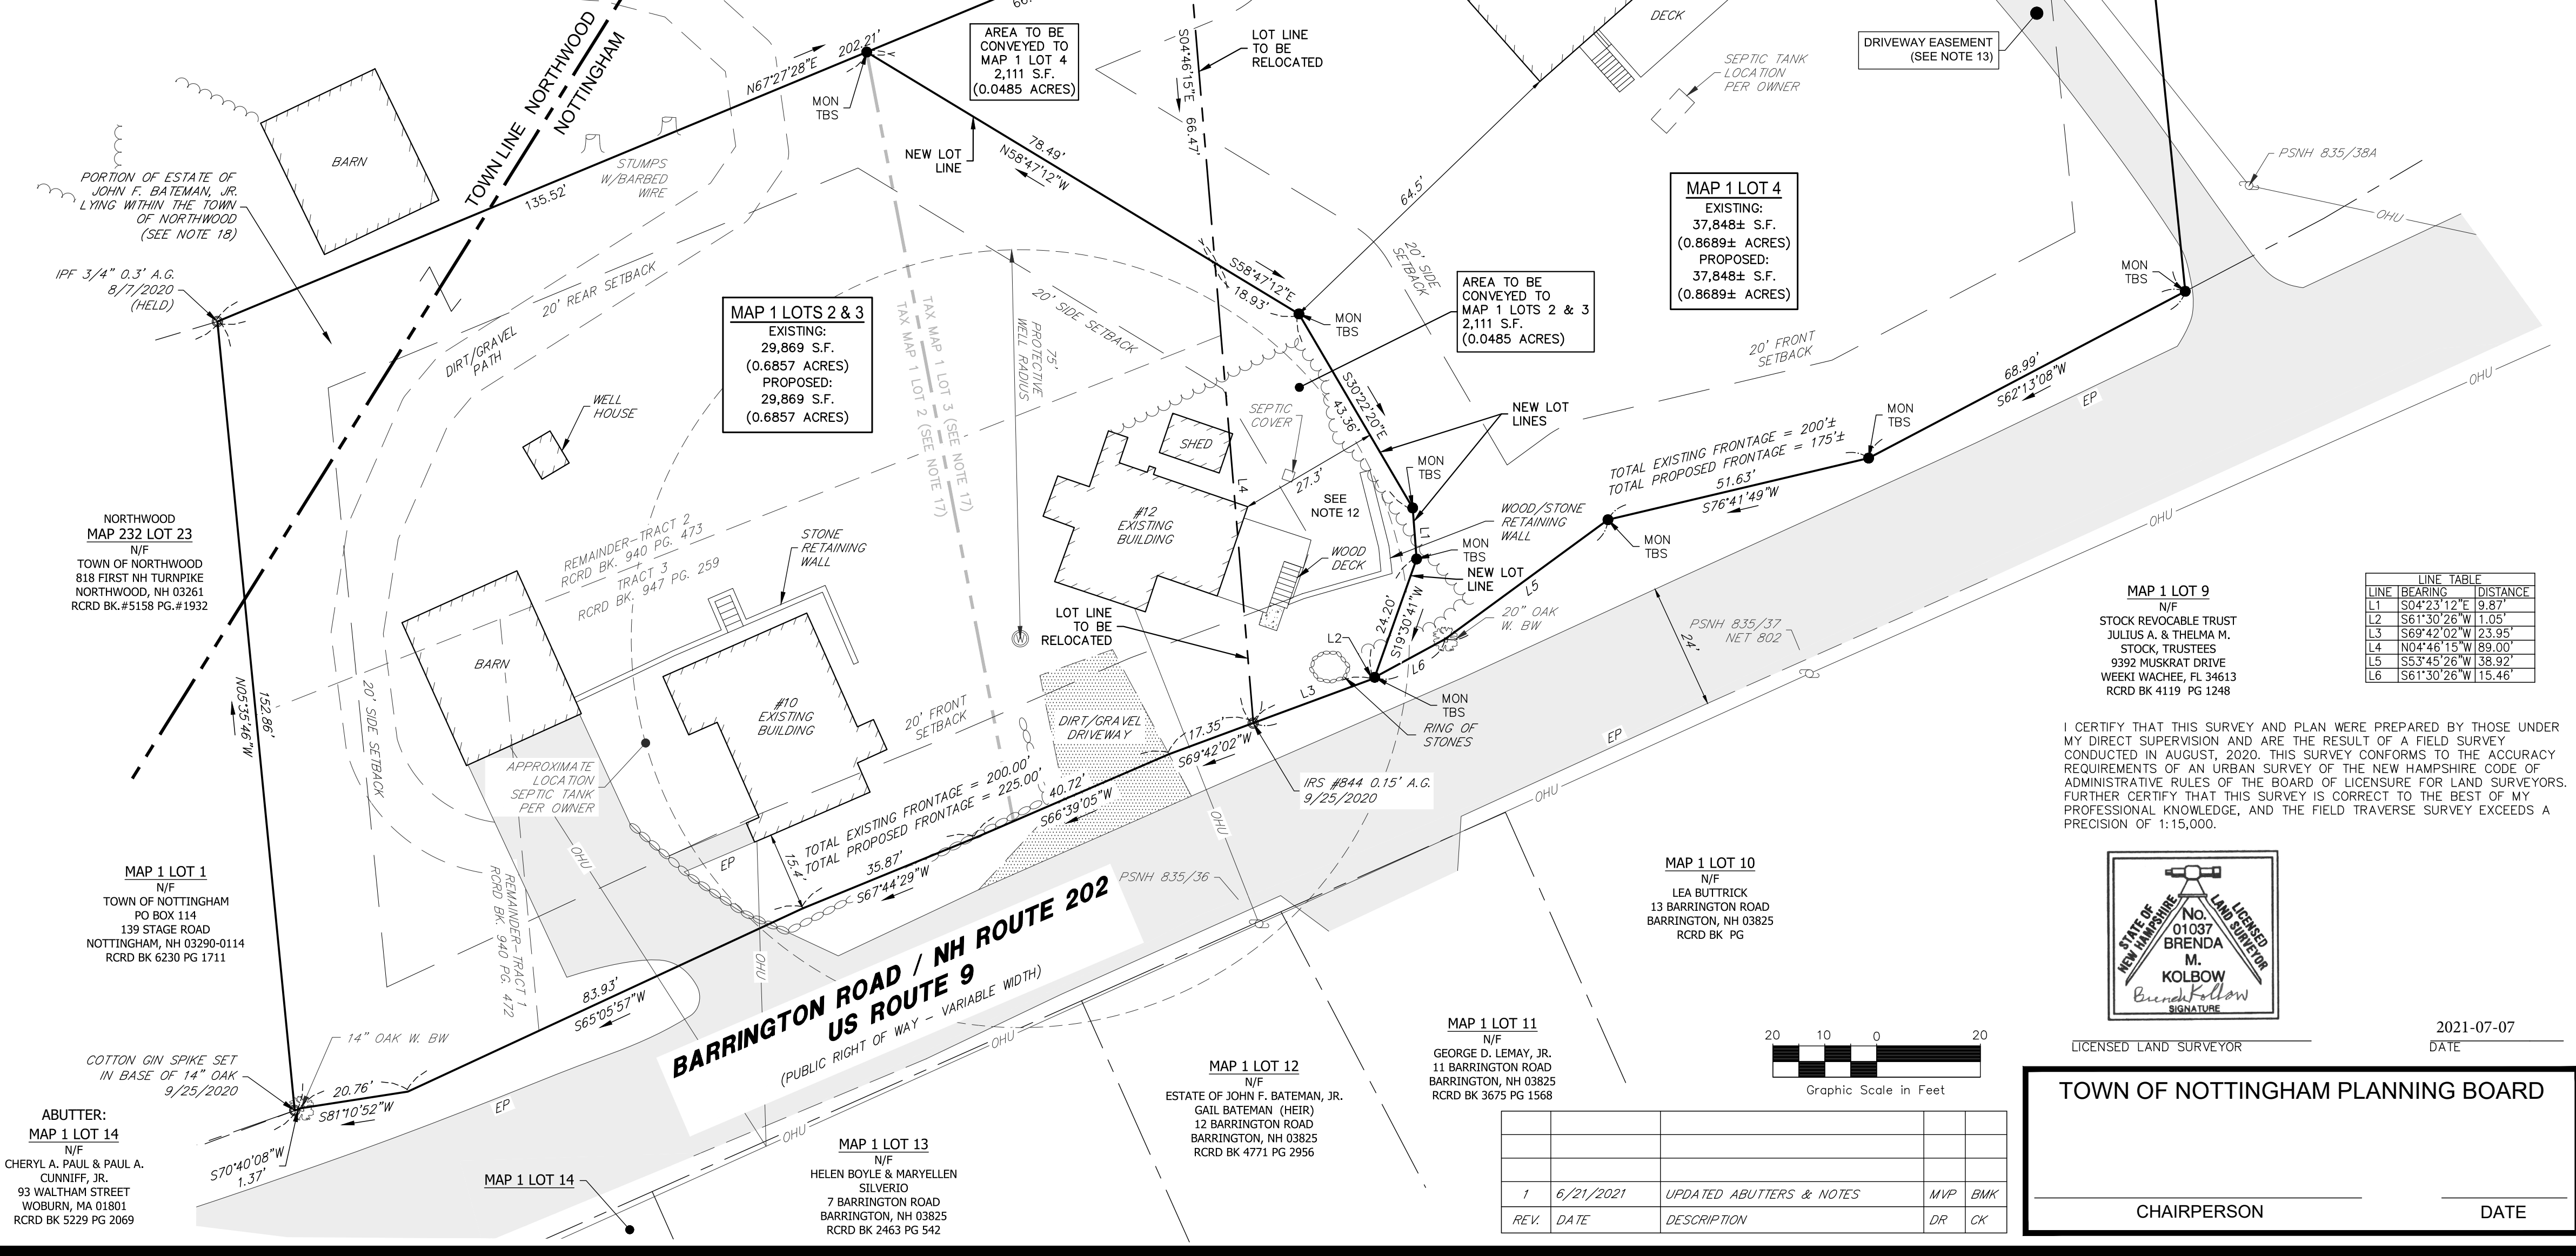 TOWN LINE
NORTHWOOD
NOTTINGHAM
N67°27'28"E
202.21'
135.52'
MON
TBS
AREA TO BE
CONVEYED TO
MAP 1 LOT 4
2,111 S.F.
(0.0485 ACRES)
S04°46'15"E 66.47'
LOT LINE
TO BE
RELOCATED
DECK
SEPTIC TANK
LOCATION
PER OWNER
DRIVEWAY EASEMENT
(SEE NOTE 13)
PSNH 835/38A
OHU
BARN
STUMPS
W/BARBED
WIRE
NEW LOT
LINE
78.49'
N58°47'12"W
64.5'
PORTION OF ESTATE OF
JOHN F. BATEMAN, JR.
LYING WITHIN THE TOWN
OF NORTHWOOD
(SEE NOTE 18)
MAP 1 LOT 4
EXISTING:
37,848± S.F.
(0.8689± ACRES)
PROPOSED:
37,848± S.F.
(0.8689± ACRES)
IPF 3/4" 0.3' A.G.
8/7/2020
(HELD)
20' REAR SETBACK
DIRT/GRAVEL
PATH
S58°47'12"E
18.93'
MON
TBS
20' SIDE
SETBACK
AREA TO BE
CONVEYED TO
MAP 1 LOTS 2 & 3
2,111 S.F.
(0.0485 ACRES)
MON
TBS
MAP 1 LOTS 2 & 3
EXISTING:
29,869 S.F.
(0.6857 ACRES)
PROPOSED:
29,869 S.F.
(0.6857 ACRES)
TAX MAP 1 LOT 3 (SEE NOTE 17)
TAX MAP 1 LOT 2 (SEE NOTE 17)
75'
PROTECTIVE
WELL RADIUS
20' SIDE SETBACK
20' FRONT
SETBACK
68.99'
S62°13'08"W
EP
OHU
WELL
HOUSE
SEPTIC
COVER
SHED
S30°22'20"E
43.36'
NEW LOT
LINES
MON
TBS
TOTAL EXISTING FRONTAGE = 200'±
TOTAL PROPOSED FRONTAGE = 175'±
51.63'
S76°41'49"W
MON
TBS
L4
27.3'
SEE
NOTE 12
#12
EXISTING
BUILDING
L1
MON
TBS
WOOD/STONE
RETAINING
WALL
MON
TBS
OHU
NORTHWOOD
MAP 232 LOT 23
N/F
TOWN OF NORTHWOOD
818 FIRST NH TURNPIKE
NORTHWOOD, NH 03261
RCRD BK.#5158 PG.#1932
REMAINDER-TRACT 2
RCRD BK. 940 PG. 473
TRACT 3
RCRD BK. 947 PG. 259
STONE
RETAINING
WALL
WOOD
DECK
NEW LOT
LINE
L5
LOT LINE
TO BE
RELOCATED
24.20'
S19°30'41"W
20" OAK
W. BW
L2
L6
L3
24'
PSNH 835/37
NET 802
MAP 1 LOT 9
N/F
STOCK REVOCABLE TRUST
JULIUS A. & THELMA M.
STOCK, TRUSTEES
9392 MUSKRAT DRIVE
WEEKI WACHEE, FL 34613
RCRD BK 4119 PG 1248
LINE TABLE
LINE BEARING DISTANCE
L1 S04°23'12"E 9.87'
L2 S61°30'26"W 1.05'
L3 S69°42'02"W 23.95'
L4 N04°46'15"W 89.00'
L5 S53°45'26"W 38.92'
L6 S61°30'26"W 15.46'
BARN
#10
EXISTING
BUILDING
20' FRONT
SETBACK
DIRT/GRAVEL
DRIVEWAY
17.35'
S69°42'02"W
MON
TBS
RING OF
STONES
EP
152.86'
N05°35'46"W
20' SIDE SETBACK
APPROXIMATE
LOCATION
SEPTIC TANK
PER OWNER
IRS #844 0.15' A.G.
9/25/2020
OHU
I CERTIFY THAT THIS SURVEY AND PLAN WERE PREPARED BY THOSE UNDER
MY DIRECT SUPERVISION AND ARE THE RESULT OF A FIELD SURVEY
CONDUCTED IN AUGUST, 2020. THIS SURVEY CONFORMS TO THE ACCURACY
REQUIREMENTS OF AN URBAN SURVEY OF THE NEW HAMPSHIRE CODE OF
ADMINISTRATIVE RULES OF THE BOARD OF LICENSURE FOR LAND SURVEYORS.
FURTHER CERTIFY THAT THIS SURVEY IS CORRECT TO THE BEST OF MY
PROFESSIONAL KNOWLEDGE, AND THE FIELD TRAVERSE SURVEY EXCEEDS A
PRECISION OF 1:15,000.
TOTAL EXISTING FRONTAGE = 200.00'
TOTAL PROPOSED FRONTAGE = 225.00'
40.72'
S66°39'05"W
35.87'
S67°44'29"W
15.4'
EP
OHU
OHU
OHU
REMAINDER-TRACT 1
RCRD BK. 940 PG. 472
MAP 1 LOT 1
N/F
TOWN OF NOTTINGHAM
PO BOX 114
139 STAGE ROAD
NOTTINGHAM, NH 03290-0114
RCRD BK 6230 PG 1711
PSNH 835/36
MAP 1 LOT 10
N/F
LEA BUTTRICK
13 BARRINGTON ROAD
BARRINGTON, NH 03825
RCRD BK PG
STATE OF
NEW HAMPSHIRE
LICENSED
LAND SURVEYOR
No.
01037
BRENDA
M.
KOLBOW
Brenda Kolbow
SIGNATURE
BARRINGTON ROAD / NH ROUTE 202
US ROUTE 9
(PUBLIC RIGHT OF WAY - VARIABLE WIDTH)
83.93'
S65°05'57"W
14" OAK W. BW
COTTON GIN SPIKE SET
IN BASE OF 14" OAK
9/25/2020
20.76'
S81°10'52"W
EP
S70°40'08"W
1.37'
OHU
OHU
2021-07-07
LICENSED LAND SURVEYOR
DATE
20 10 0 20
Graphic Scale in Feet
ABUTTER:
MAP 1 LOT 14
N/F
CHERYL A. PAUL & PAUL A.
CUNNIFF, JR.
93 WALTHAM STREET
WOBURN, MA 01801
RCRD BK 5229 PG 2069
MAP 1 LOT 14
MAP 1 LOT 13
N/F
HELEN BOYLE & MARYELLEN
SILVERIO
7 BARRINGTON ROAD
BARRINGTON, NH 03825
RCRD BK 2463 PG 542
MAP 1 LOT 12
N/F
ESTATE OF JOHN F. BATEMAN, JR.
GAIL BATEMAN (HEIR)
12 BARRINGTON ROAD
BARRINGTON, NH 03825
RCRD BK 4771 PG 2956
MAP 1 LOT 11
N/F
GEORGE D. LEMAY, JR.
11 BARRINGTON ROAD
BARRINGTON, NH 03825
RCRD BK 3675 PG 1568
1 6/21/2021 UPDATED ABUTTERS & NOTES MVP BMK
REV. DATE DESCRIPTION DR CK
TOWN OF NOTTINGHAM PLANNING BOARD
CHAIRPERSON
DATE